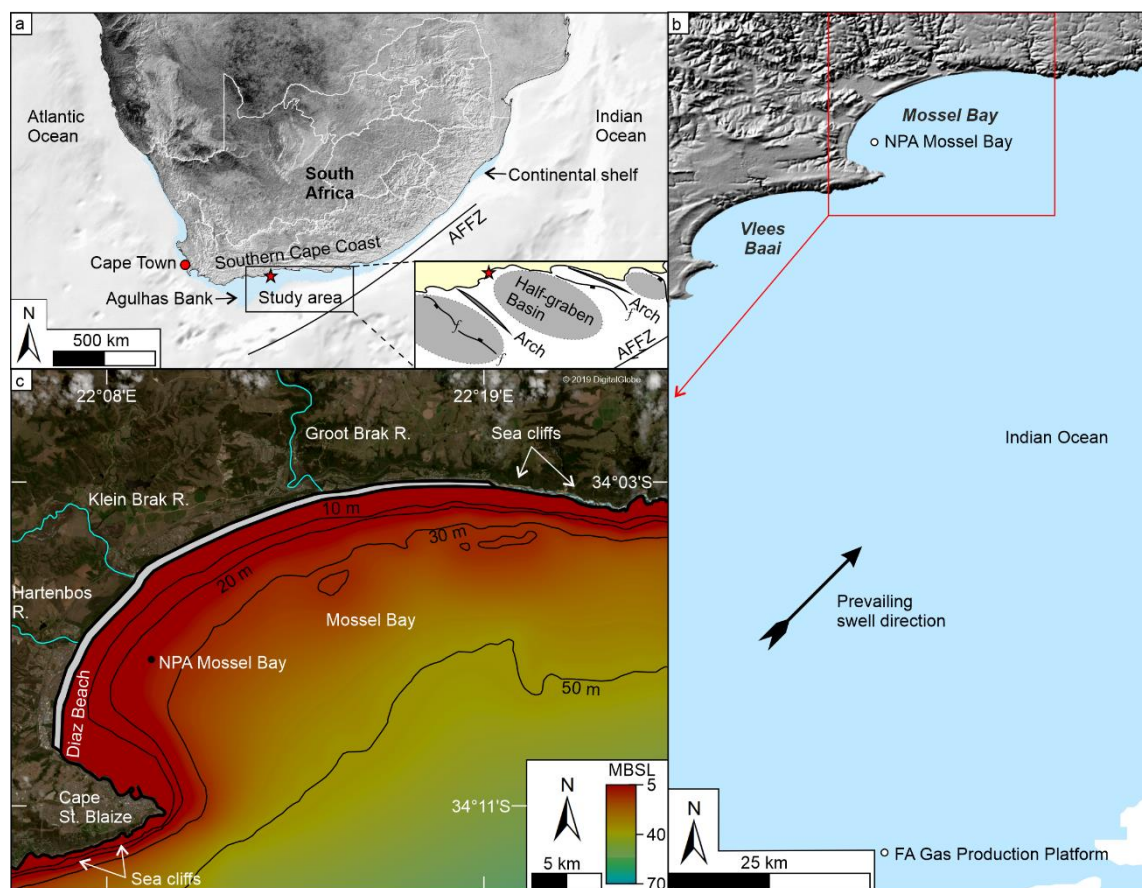 a
Atlantic
Ocean
Indian
Ocean
South
Africa
Continental shelf
AFFZ
Southern Cape Coast
Cape Town
Agulhas Bank
Study area
N
500 km
Half-graben
Basin
Arch
Arch
AFFZ
f
f
f
b
Mossel Bay
NPA Mossel Bay
Vlees
Baai
Indian Ocean
Prevailing
swell direction
N
25 km
FA Gas Production Platform
c
© 2019 DigitalGlobe
22°08'E
22°19'E
Groot Brak R.
Sea cliffs
34°03'S
Klein Brak R.
10 m
20 m
30 m
Hartenbos
R.
Mossel Bay
NPA Mossel Bay
50 m
Diaz Beach
Cape
St. Blaize
34°11'S
Sea cliffs
N
5 km
MBSL
5
40
70